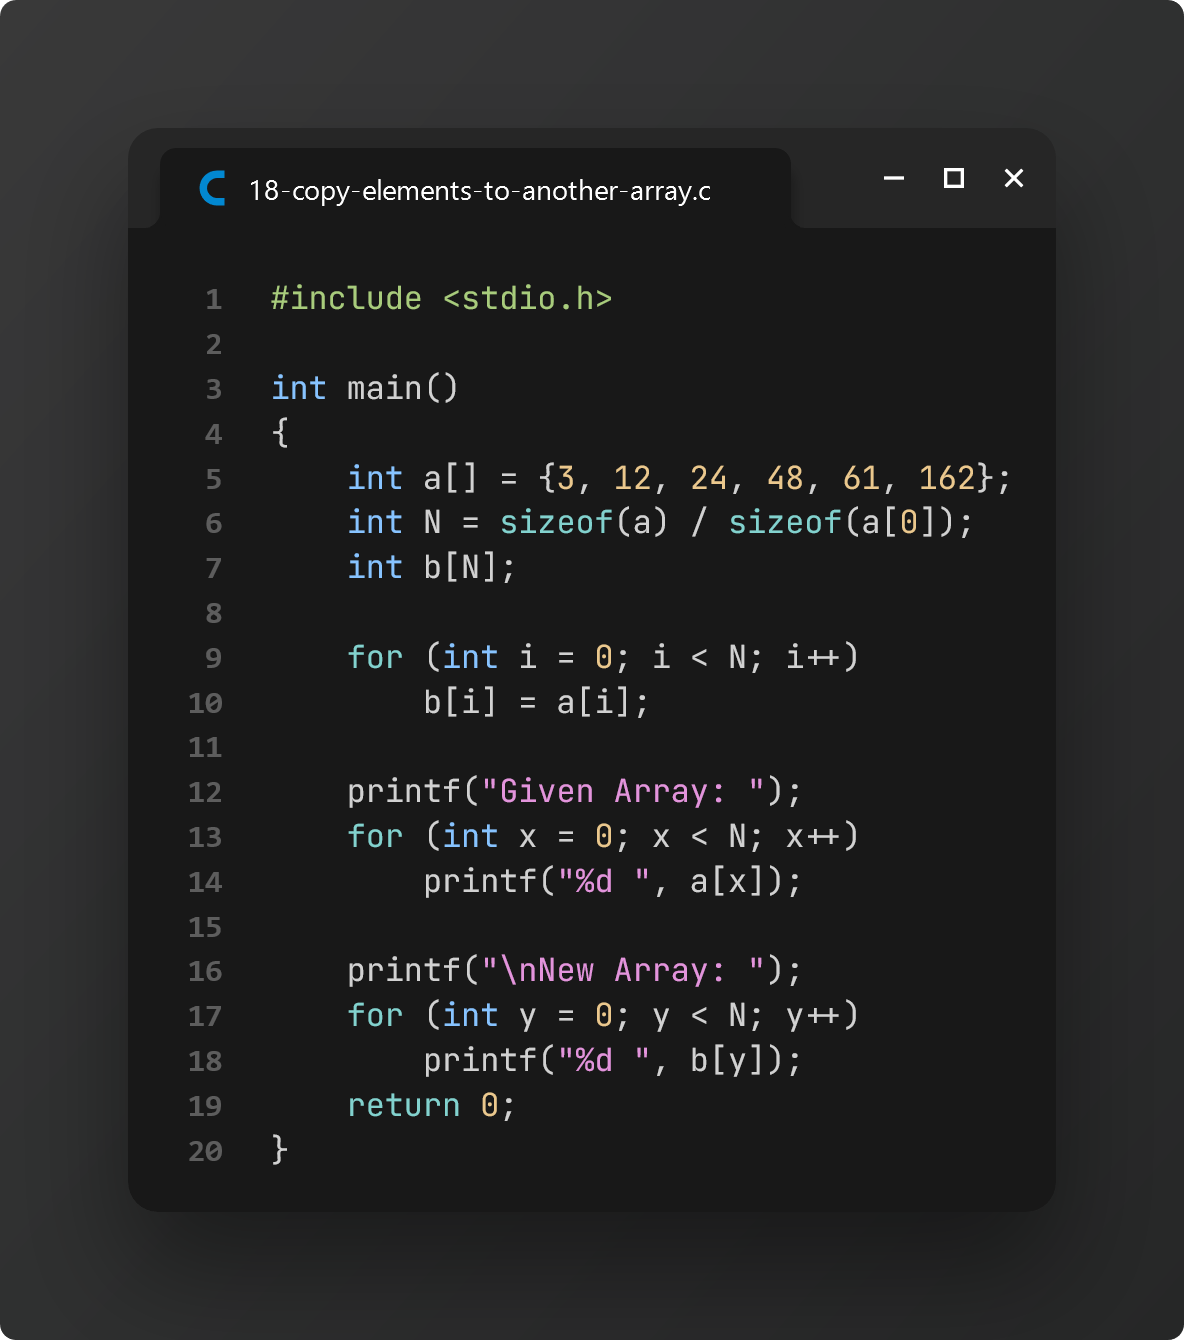 18-copy-elements-to-another-array.c
1 #include <stdio.h>
2
3 int main()
4 {
5     int a[] = {3, 12, 24, 48, 61, 162};
6     int N = sizeof(a) / sizeof(a[0]);
7     int b[N];
8
9     for (int i = 0; i < N; i++)
10         b[i] = a[i];
11
12     printf("Given Array: ");
13     for (int x = 0; x < N; x++)
14         printf("%d ", a[x]);
15
16     printf("\nNew Array: ");
17     for (int y = 0; y < N; y++)
18         printf("%d ", b[y]);
19     return 0;
20 }